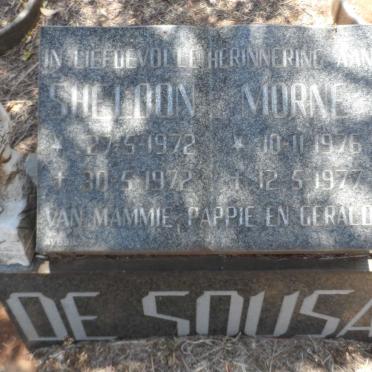 IN LIEFDEVOLLE HERINNERING AAN
SHELDON MORNE
* 27-5-1972 * 10-11-1976
† 30-5-1972 † 12-5-1977
VAN MAMMIE, PAPPIE EN GERALD
DE SOUSA